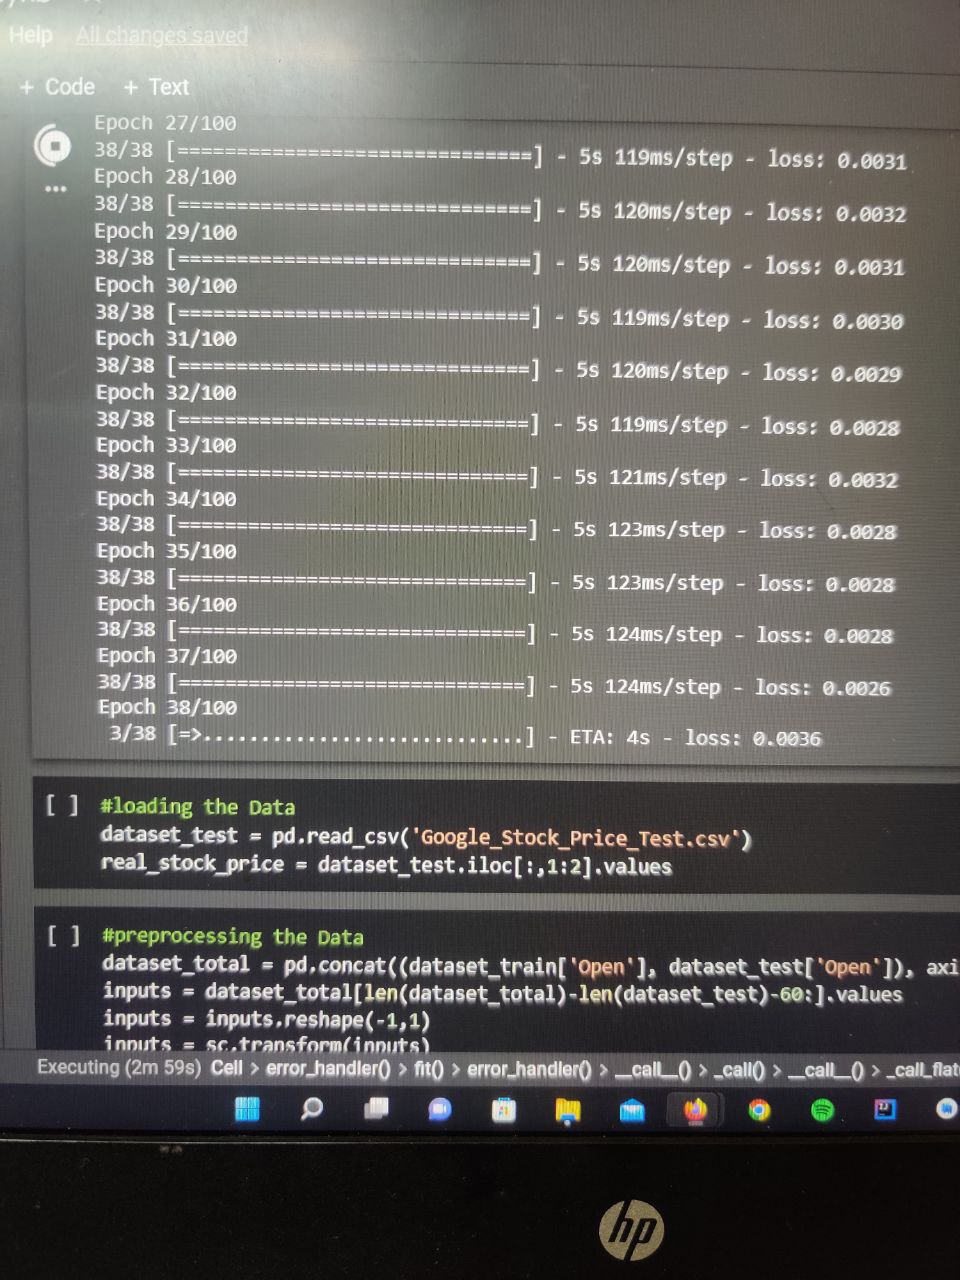 Help All changes saved
+ Code + Text
Epoch 27/100
38/38 [==============================] - 5s 119ms/step - loss: 0.0031
Epoch 28/100
38/38 [==============================] - 5s 120ms/step - loss: 0.0032
Epoch 29/100
38/38 [==============================] - 5s 120ms/step - loss: 0.0031
Epoch 30/100
38/38 [==============================] - 5s 119ms/step - loss: 0.0030
Epoch 31/100
38/38 [==============================] - 5s 120ms/step - loss: 0.0029
Epoch 32/100
38/38 [==============================] - 5s 119ms/step - loss: 0.0028
Epoch 33/100
38/38 [==============================] - 5s 121ms/step - loss: 0.0032
Epoch 34/100
38/38 [==============================] - 5s 123ms/step - loss: 0.0028
Epoch 35/100
38/38 [==============================] - 5s 123ms/step - loss: 0.0028
Epoch 36/100
38/38 [==============================] - 5s 124ms/step - loss: 0.0028
Epoch 37/100
38/38 [==============================] - 5s 124ms/step - loss: 0.0026
Epoch 38/100
3/38 [=>............................] - ETA: 4s - loss: 0.0036
[ ] #loading the Data
dataset_test = pd.read_csv('Google_Stock_Price_Test.csv')
real_stock_price = dataset_test.iloc[:,1:2].values
[ ] #preprocessing the Data
dataset_total = pd.concat((dataset_train['Open'], dataset_test['Open']), axi
inputs = dataset_total[len(dataset_total)-len(dataset_test)-60:].values
inputs = inputs.reshape(-1,1)
inputs = sc.transform(inputs)
Executing (2m 59s) Cell > error_handler() > fit() > error_handler() > __call__() > _call() > __call__() > _call_flat
hp